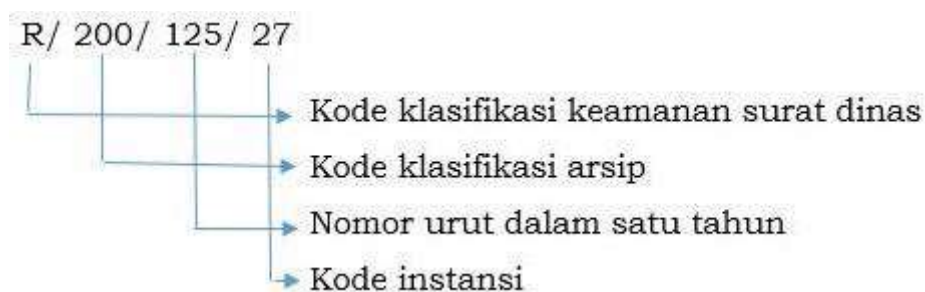 R/ 200/ 125/ 27
Kode klasifikasi keamanan surat dinas
Kode klasifikasi arsip
Nomor urut dalam satu tahun
Kode instansi